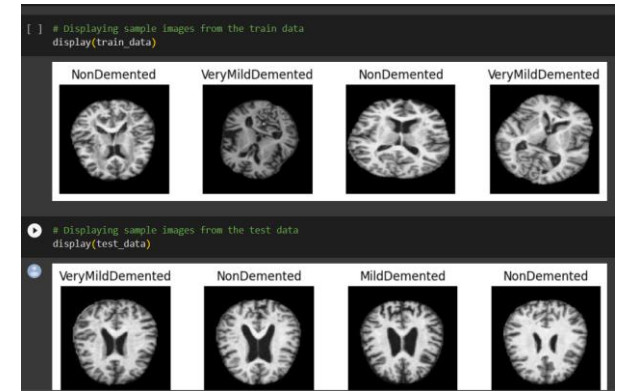 [ ] # Displaying sample images from the train data
display(train_data)
NonDemented VeryMildDemented NonDemented VeryMildDemented
# Displaying sample images from the test data
display(test_data)
VeryMildDemented NonDemented MildDemented NonDemented